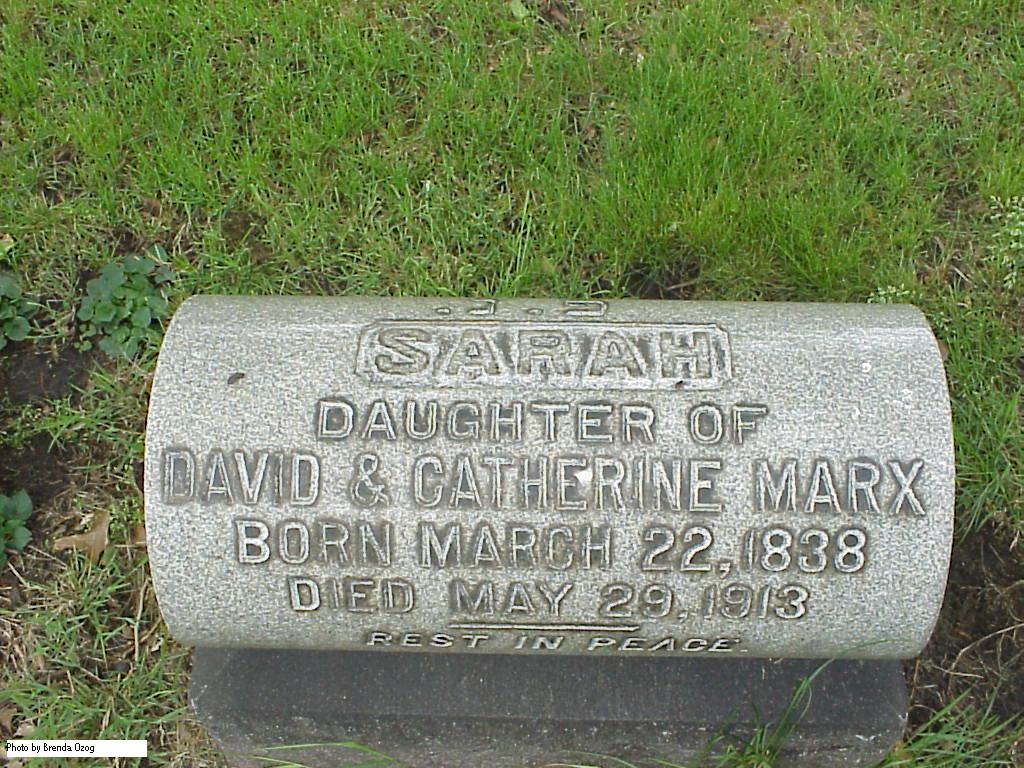 SARAH
DAUGHTER OF
DAVID & CATHERINE MARX
BORN MARCH 22, 1838
DIED MAY 29, 1913
REST IN PEACE.
Photo by Brenda Ozog